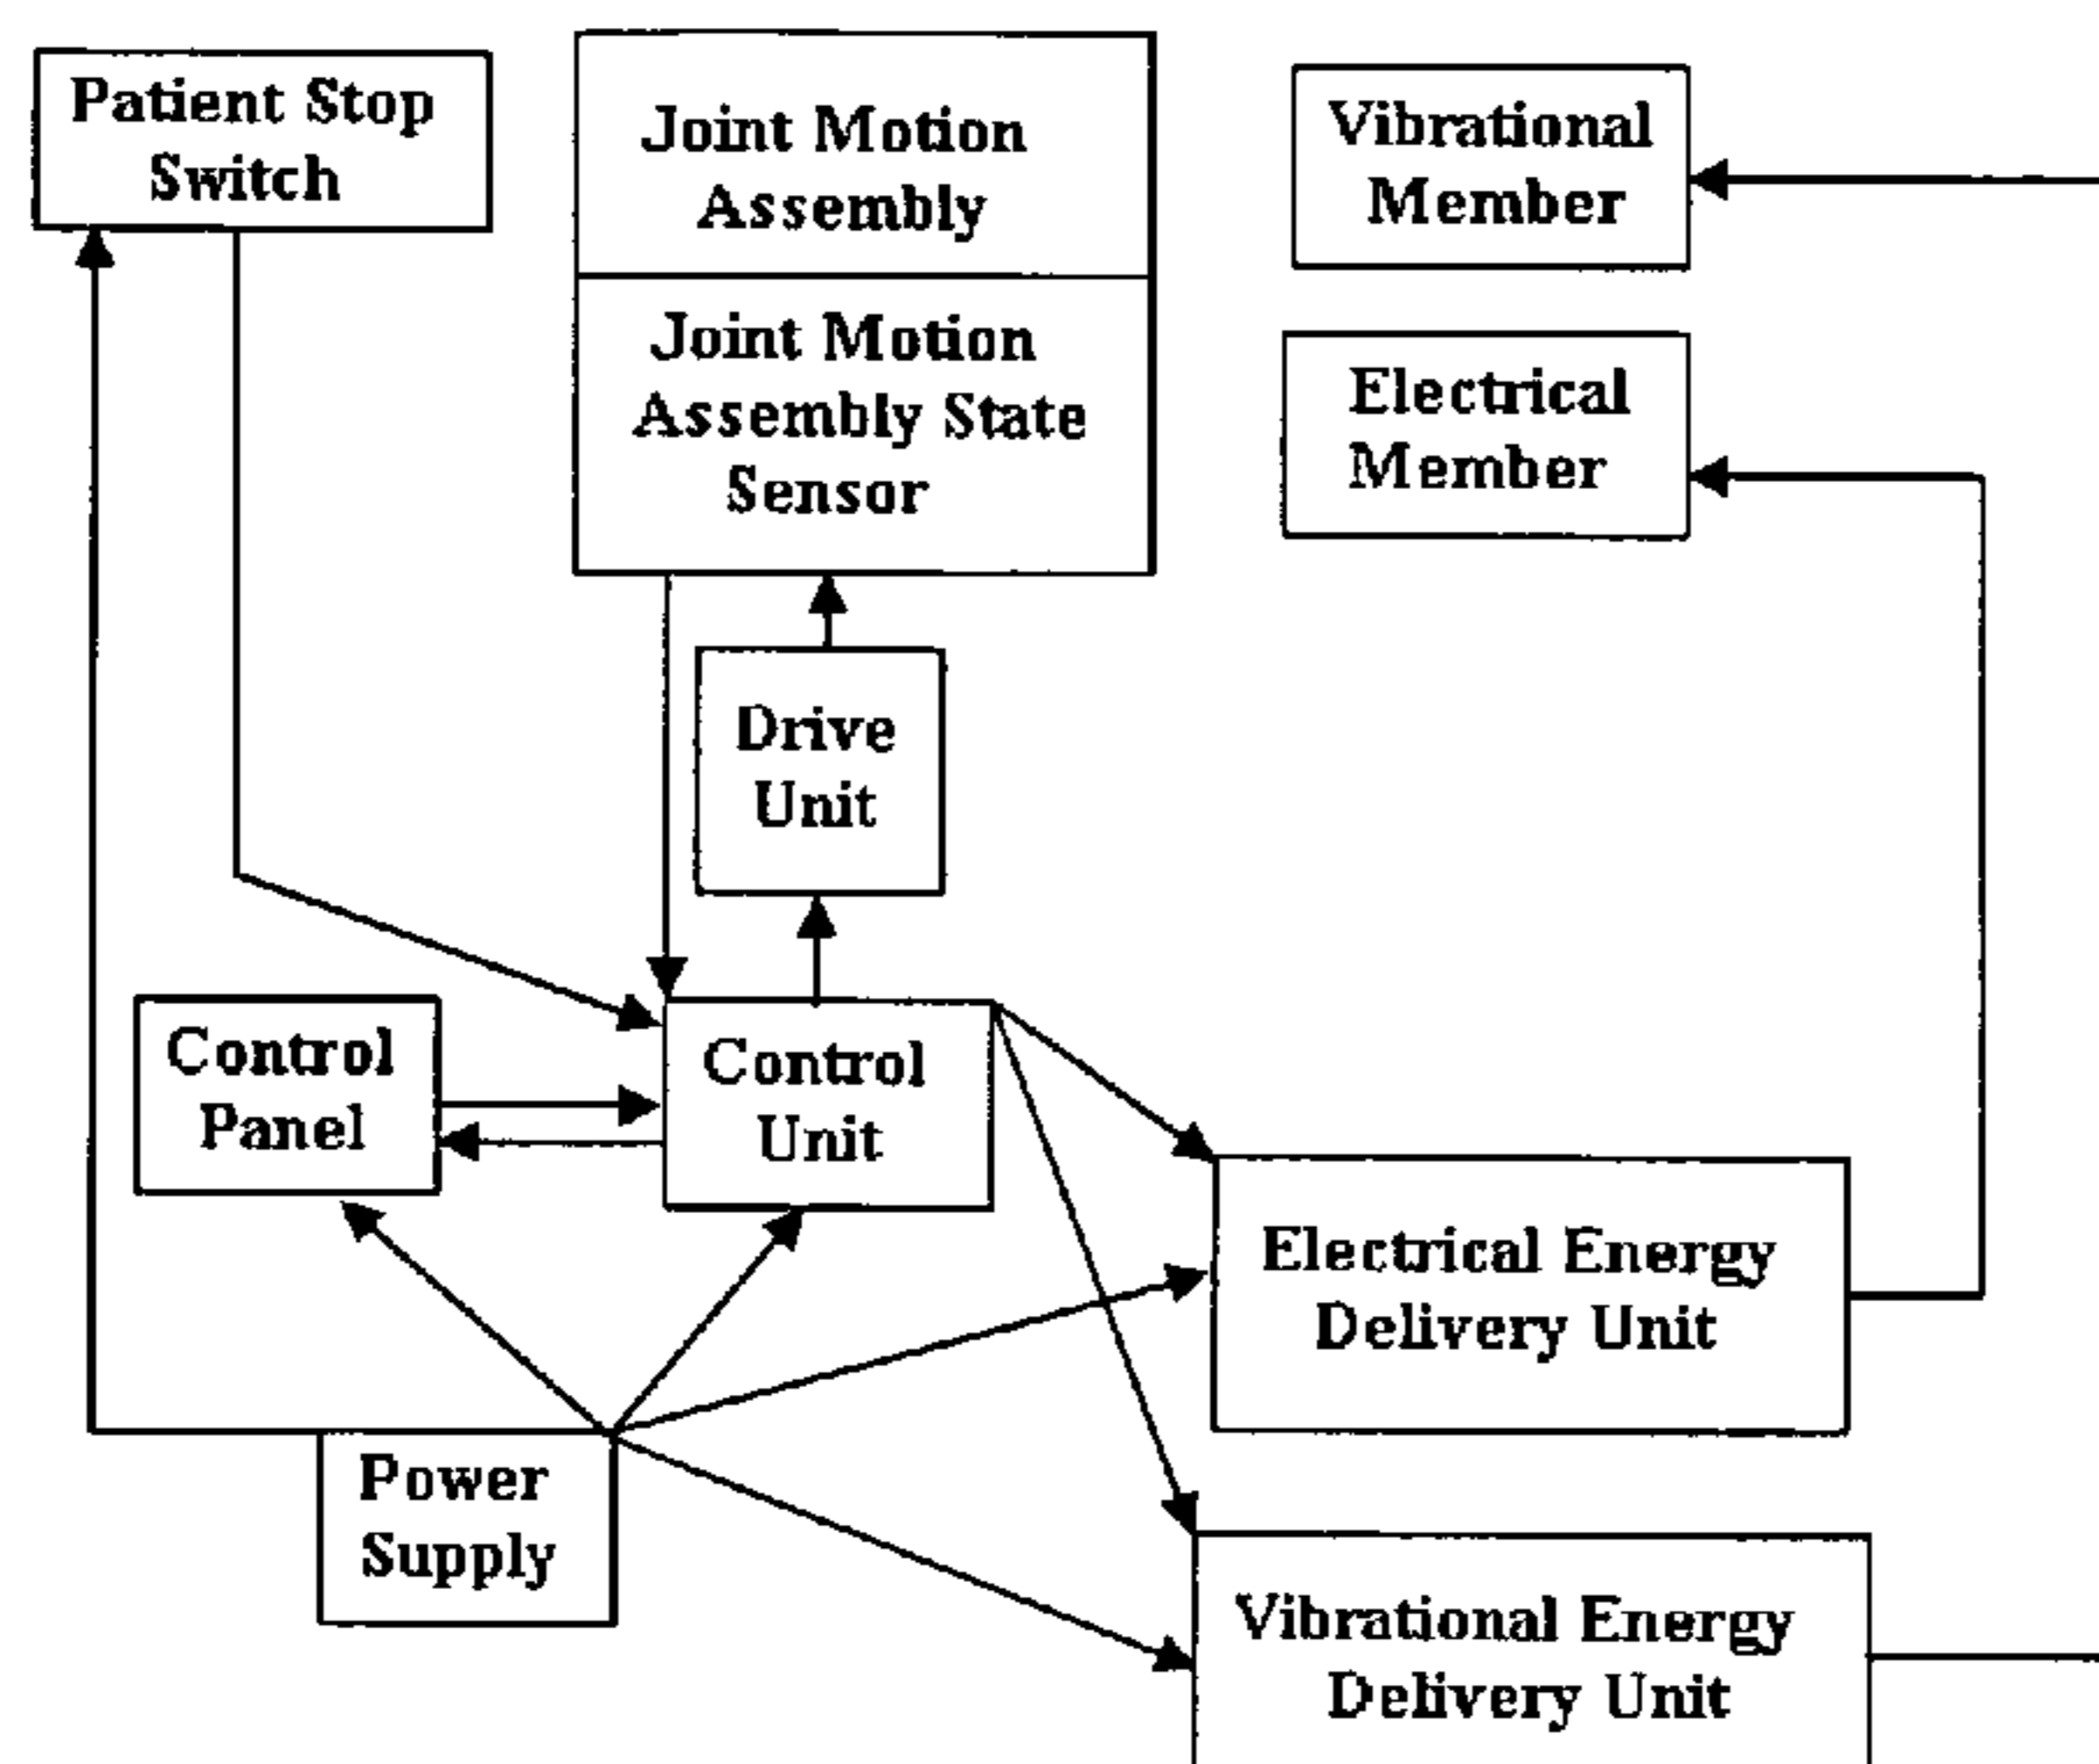 Patient Stop
Switch
Joint Motion
Assembly
Joint Motion
Assembly State
Sensor
Vibrational
Member
Electrical
Member
Drive
Unit
Control
Panel
Control
Unit
Electrical Energy
Delivery Unit
Power
Supply
Vibrational Energy
Delivery Unit